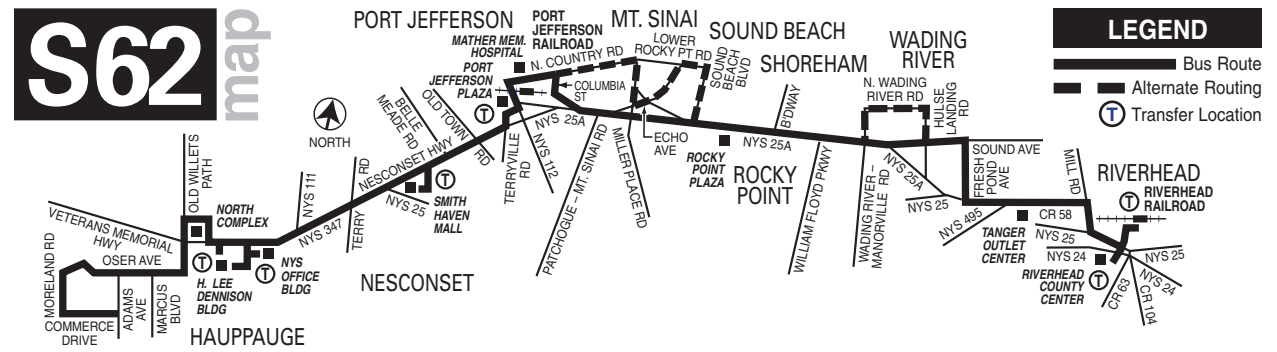 S62
map
PORT JEFFERSON
MATHER MEM.
HOSPITAL
PORT
JEFFERSON
RAILROAD
PORT
JEFFERSON
PLAZA
T
MT. SINAI
N. COUNTRY RD
LOWER
ROCKY PT RD
SOUND
BEACH
BLVD
SOUND BEACH
SHOREHAM
WADING
RIVER
N. WADING
RIVER RD
HULSE
LANDING
RD
LEGEND
Bus Route
Alternate Routing
T Transfer Location
NORTH
BELLE
MEADE RD
OLD TOWN
RD
COLUMBIA
ST
NYS 25A
NYS 112
TERRYVILLE
RD
PATCHOGUE – MT. SINAI RD
MILLER PLACE RD
ECHO
AVE
ROCKY
POINT
PLAZA
ROCKY
POINT
B'DWAY
NYS 25A
WILLIAM FLOYD PKWY
WADING RIVER –
MANORVILLE RD
NYS 25A
NYS 25
NYS 495
FRESH
POND
AVE
SOUND AVE
MILL RD
RIVERHEAD
T RIVERHEAD
RAILROAD
CR 58
TANGER
OUTLET
CENTER
NYS 25
NYS 24
RIVERHEAD
COUNTY
CENTER
T
CR 63
CR 104
NYS 24
NYS 25
OLD WILLETS
PATH
NORTH
COMPLEX
NYS 111
NYS 347
TERRY RD
NESCONSET HWY
NYS 25
T
SMITH
HAVEN
MALL
NESCONSET
VETERANS MEMORIAL
HWY
OSER AVE
MORELAND RD
COMMERCE
DRIVE
ADAMS
AVE
MARCUS
BLVD
T
H. LEE
DENNISON
BLDG
T
NYS
OFFICE
BLDG
HAUPPAUGE